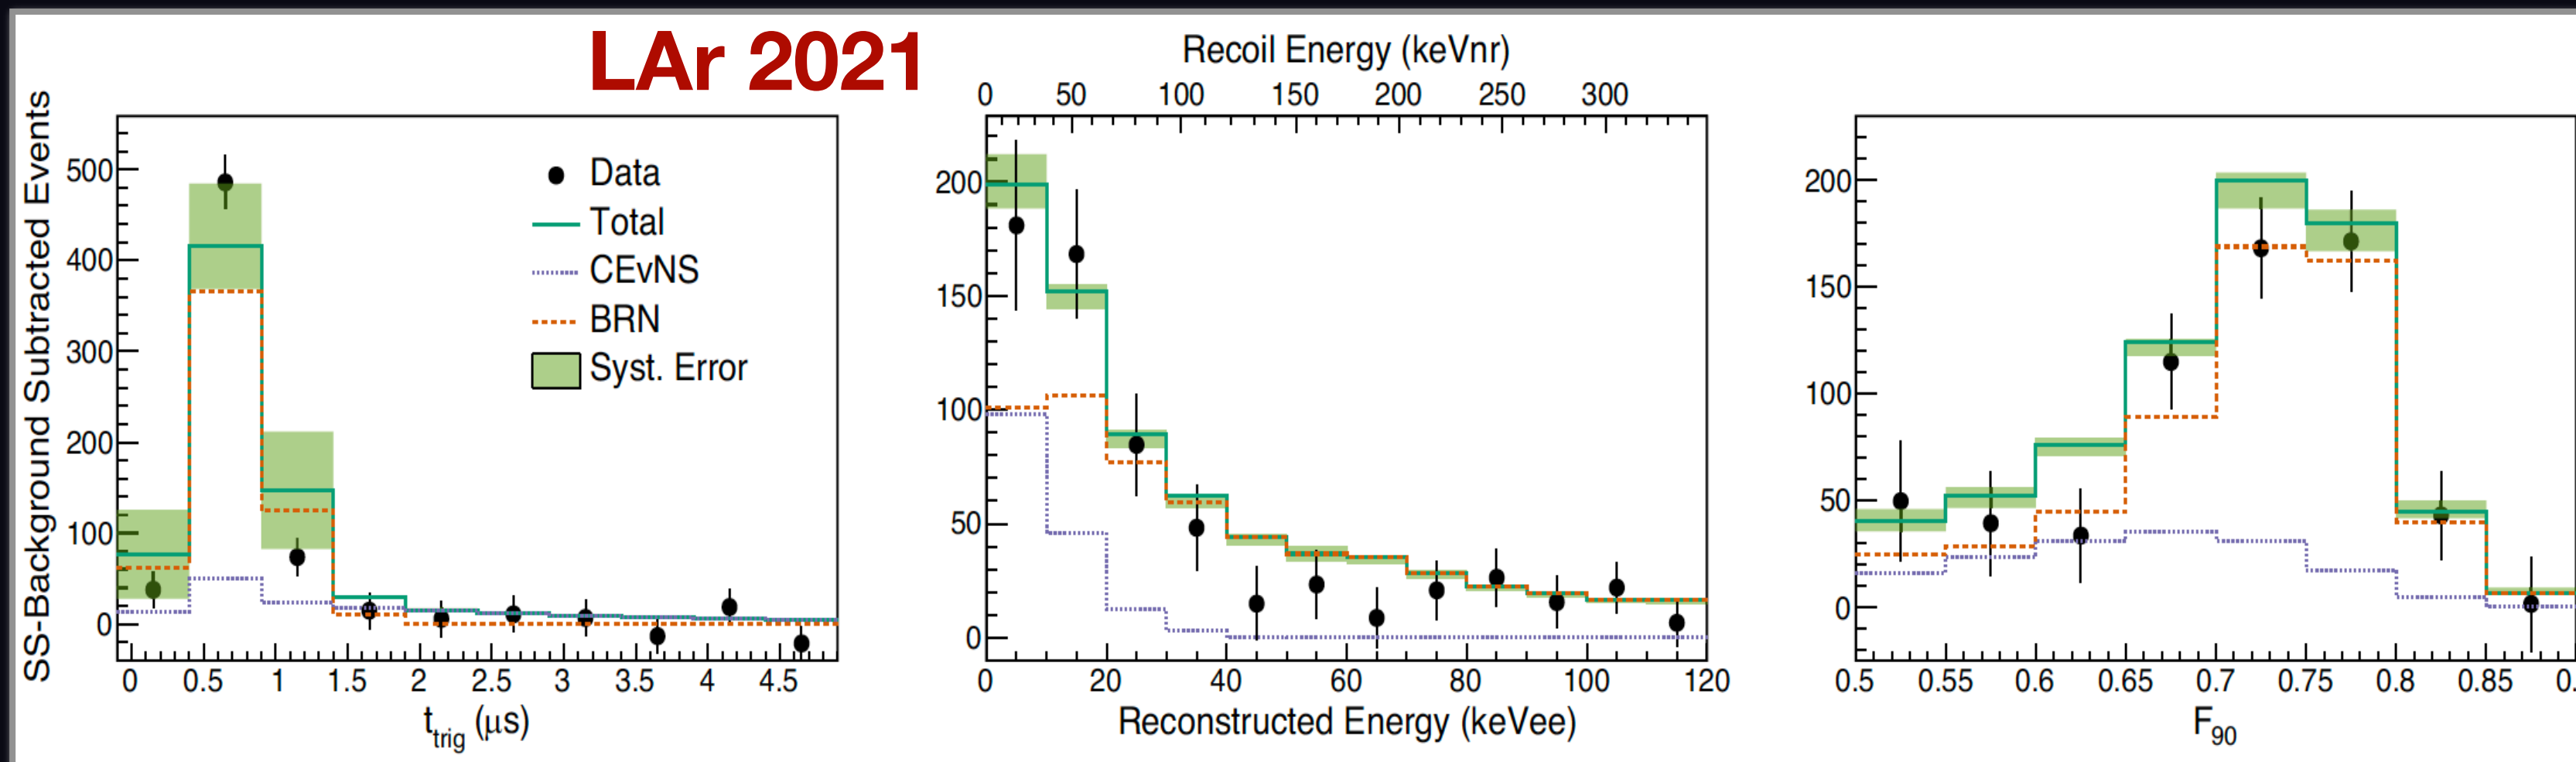 LAr 2021
SS-Background Subtracted Events
500
400
300
200
100
0
Data
Total
CEvNS
BRN
Syst. Error
0 0.5 1 1.5 2 2.5 3 3.5 4 4.5
t_trig (μs)
Recoil Energy (keVnr)
0 50 100 150 200 250 300
200
150
100
50
0
0 20 40 60 80 100 120
Reconstructed Energy (keVee)
200
150
100
50
0
0.5 0.55 0.6 0.65 0.7 0.75 0.8 0.85
F_90